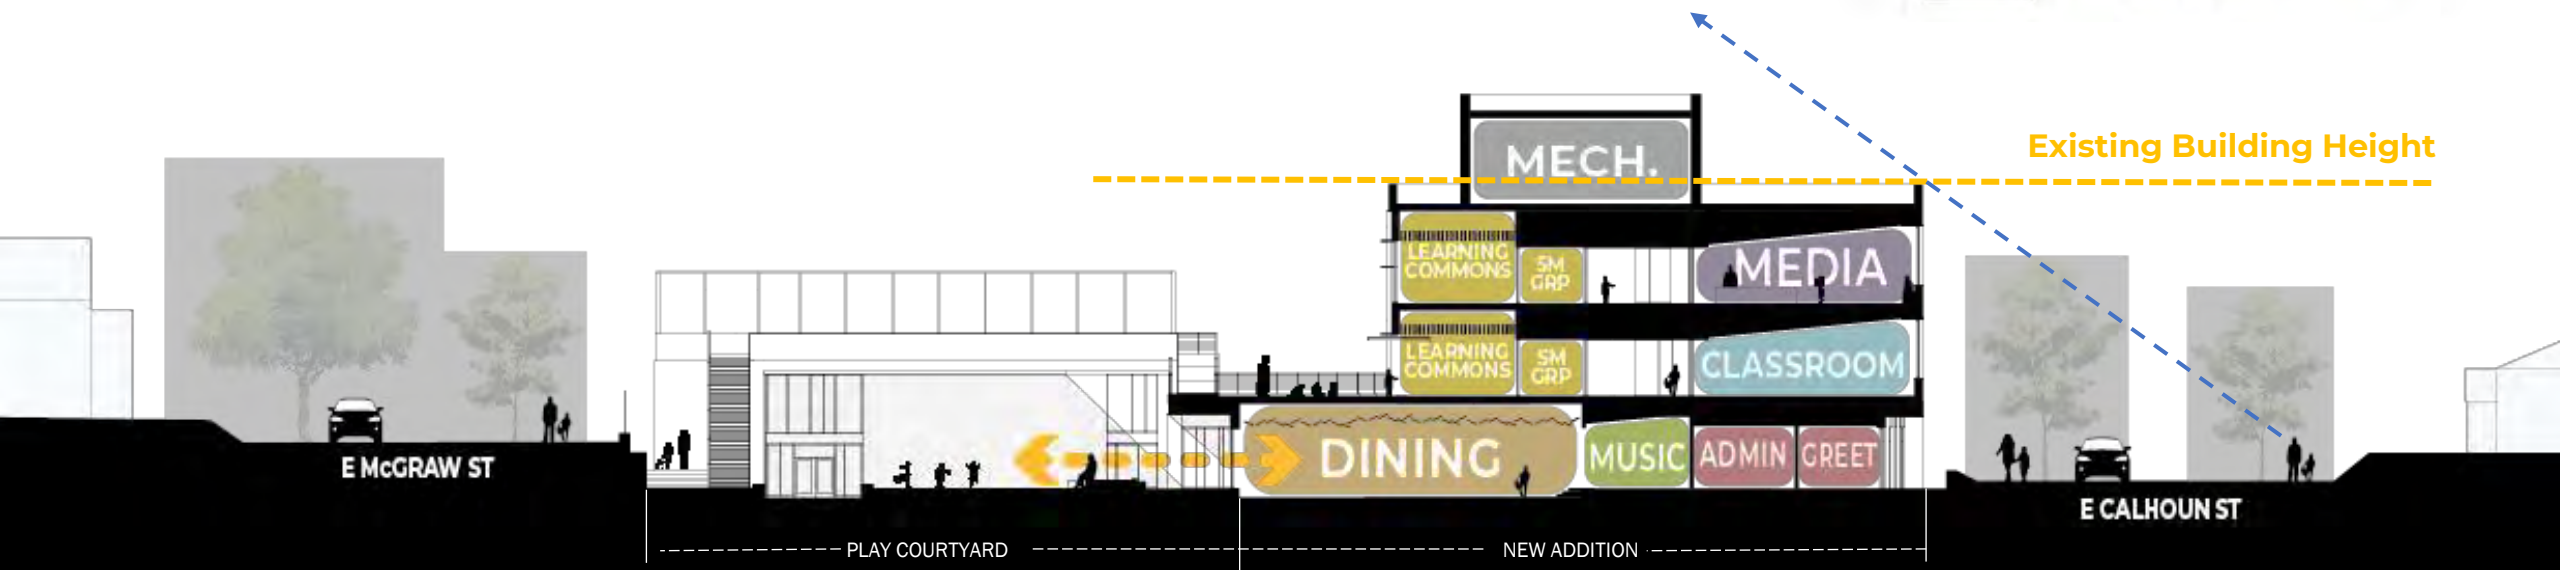 Existing Building Height
MECH.
LEARNING
COMMONS
SM
GRP
MEDIA
LEARNING
COMMONS
SM
GRP
CLASSROOM
DINING
MUSIC
ADMIN
GREET
E McGRAW ST
E CALHOUN ST
PLAY COURTYARD
NEW ADDITION